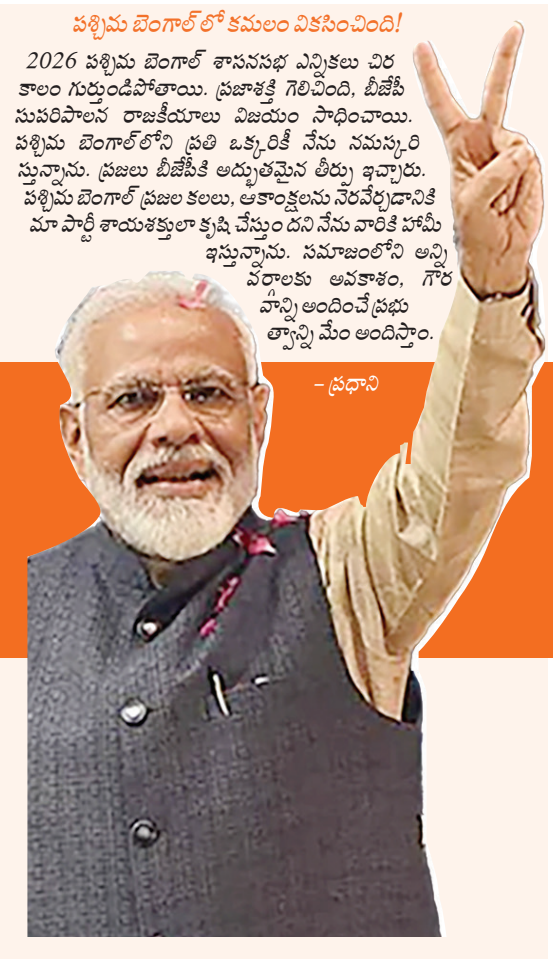 పశ్చిమ బెంగాల్ లో కమలం వికసించింది!
2026 పశ్చిమ బెంగాల్ శాసనసభ ఎన్నికలు చిర
కాలం గుర్తుండిపోతాయి. ప్రజాశక్తి గెలిచింది, బీజేపీ
సుపరిపాలన రాజకీయాలు విజయం సాధించాయి.
పశ్చిమ బెంగాల్‌లోని ప్రతి ఒక్కరికీ నేను నమస్కరి
స్తున్నాను. ప్రజలు బీజేపీకి అద్భుతమైన తీర్పు ఇచ్చారు.
పశ్చిమ బెంగాల్ ప్రజల కలలు, ఆకాంక్షలను నెరవేర్చడానికి
మా పార్టీ శాయశక్తులా కృషి చేస్తుం దని నేను వారికి హామీ
ఇస్తున్నాను. సమాజంలోని అన్ని
వర్గాలకు అవకాశం, గౌర
వాన్ని అందించే ప్రభు
త్వాన్ని మేం అందిస్తాం.
– ప్రధాని